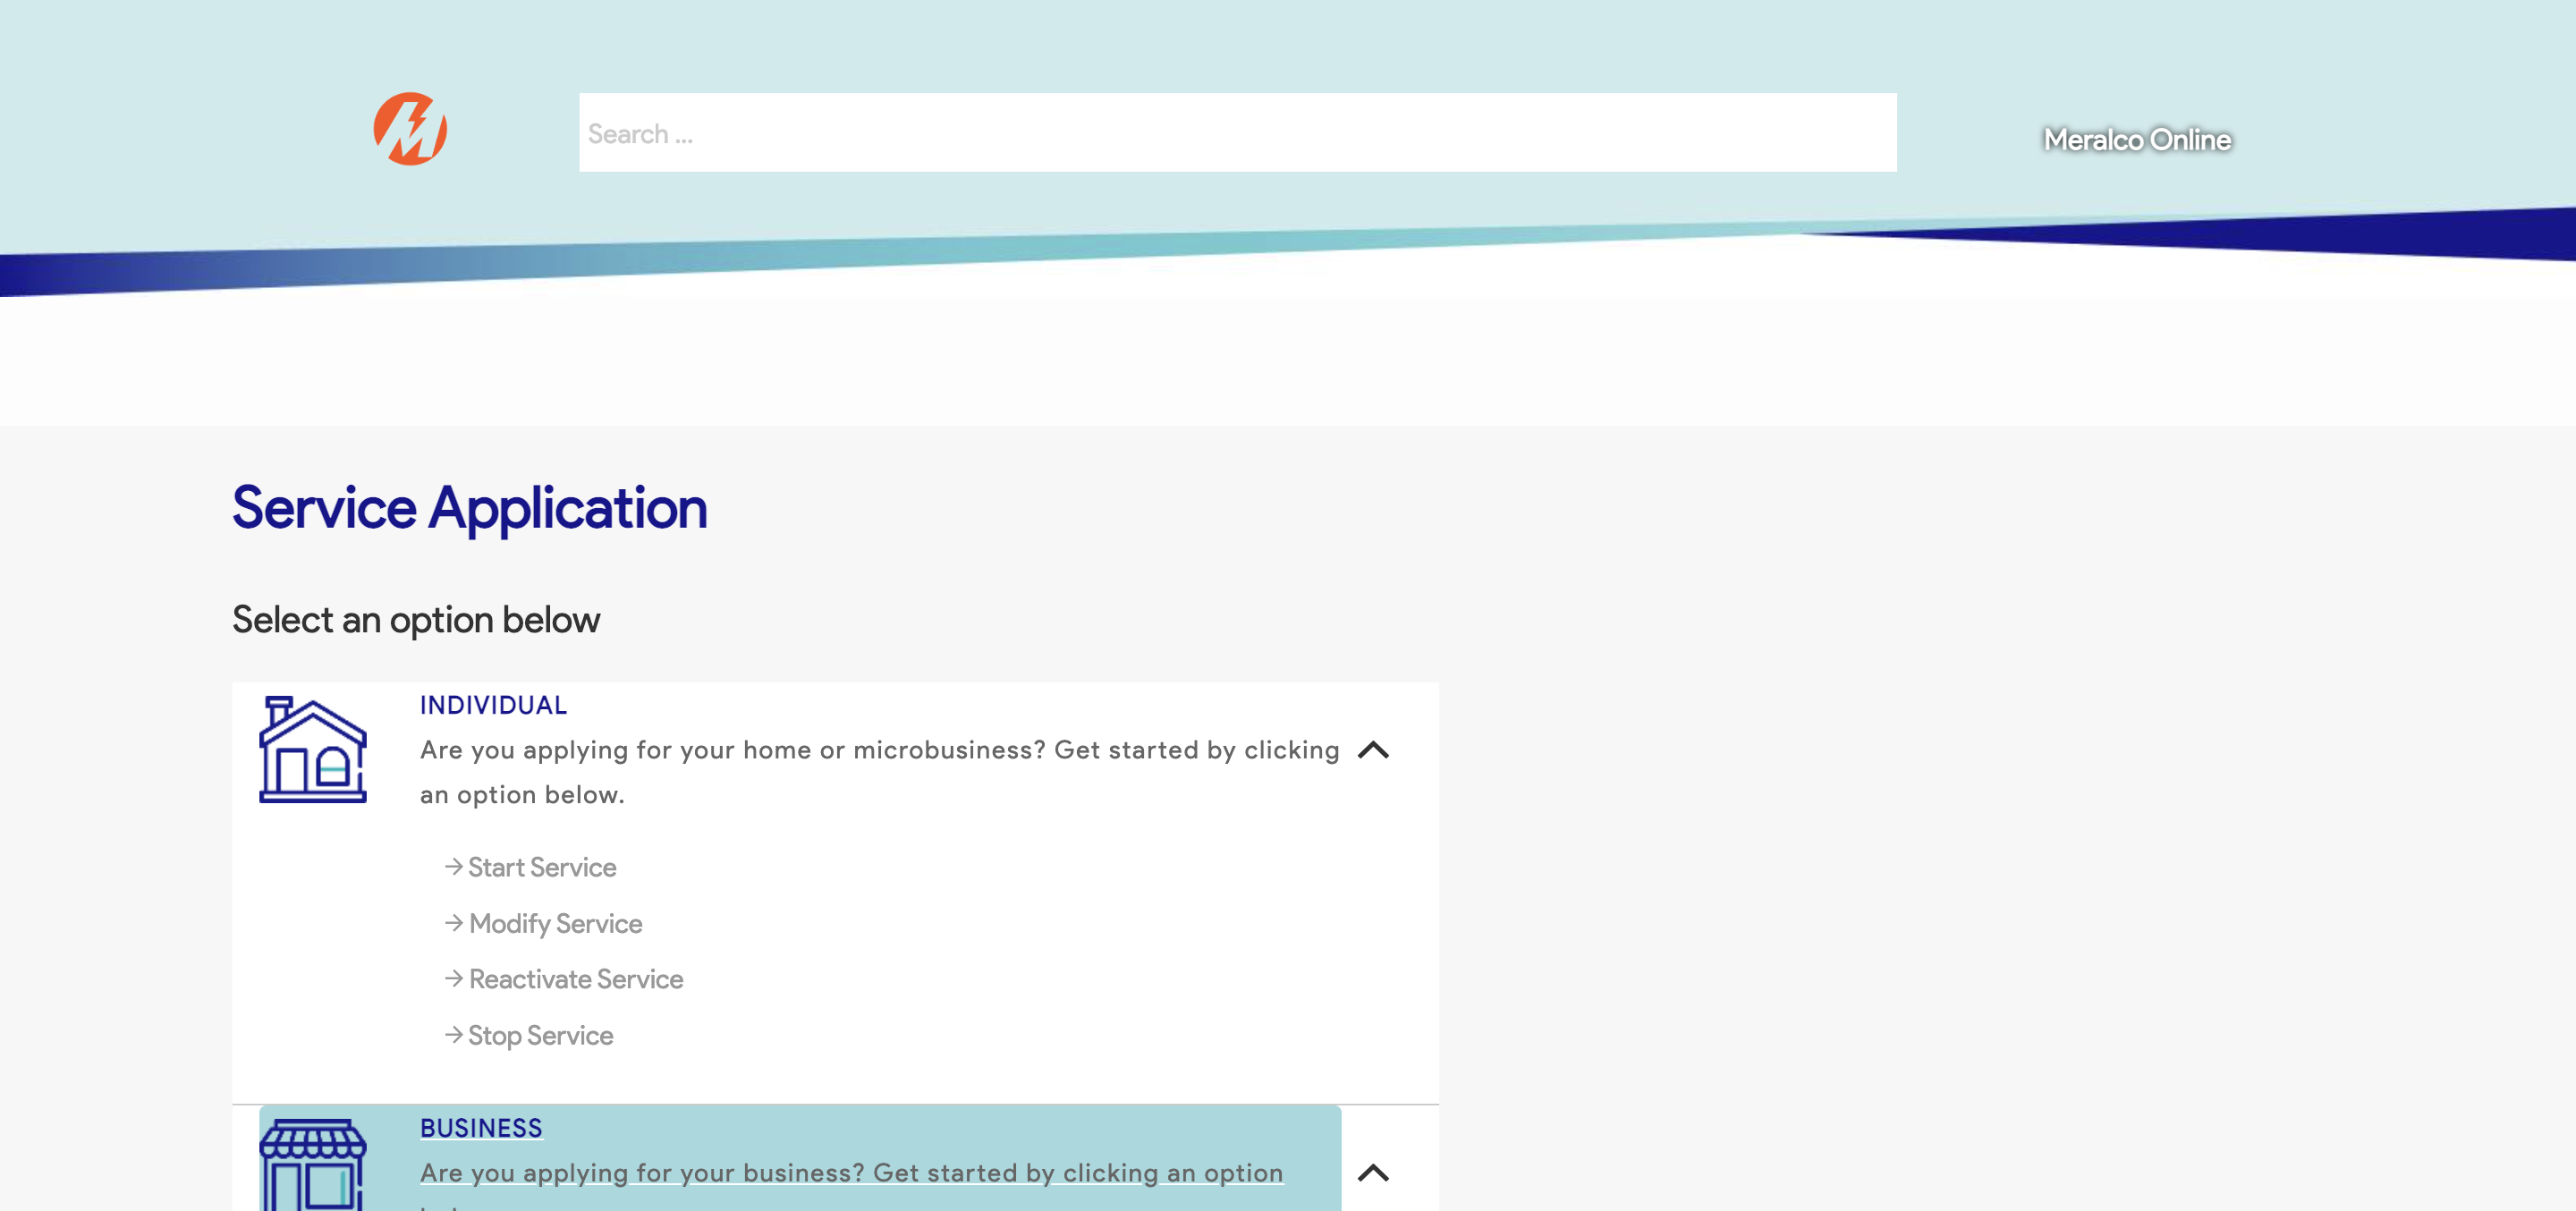 Search ...
Meralco Online
Service Application
Select an option below
INDIVIDUAL
Are you applying for your home or microbusiness? Get started by clicking
an option below.
→ Start Service
→ Modify Service
→ Reactivate Service
→ Stop Service
BUSINESS
Are you applying for your business? Get started by clicking an option